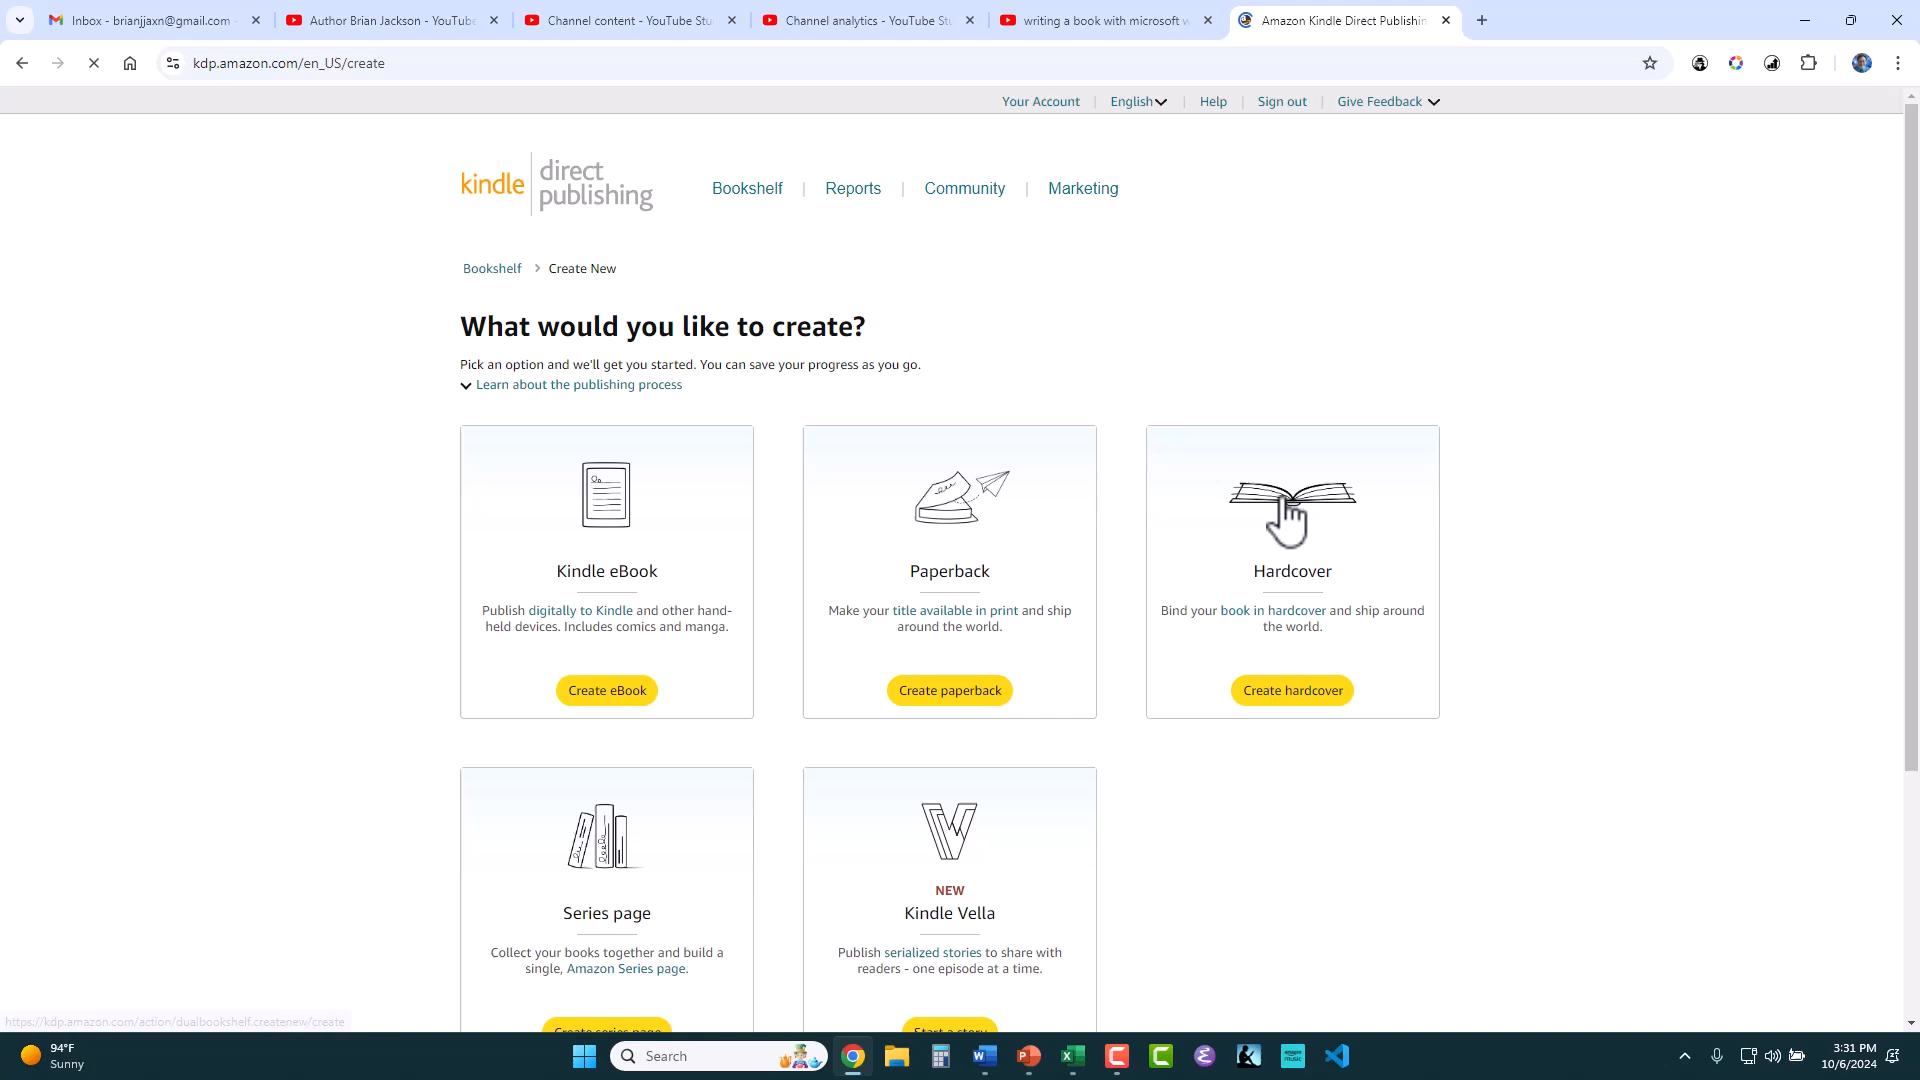 Inbox - brianjjaxn@gmail.com -
Author Brian Jackson - YouTube
Channel content - YouTube Stu
Channel analytics - YouTube Stu
writing a book with microsoft w
Amazon Kindle Direct Publishin
kdp.amazon.com/en_US/create
Your Account
English
Help
Sign out
Give Feedback
kindle direct publishing
Bookshelf
Reports
Community
Marketing
Bookshelf
Create New
What would you like to create?
Pick an option and we'll get you started. You can save your progress as you go.
Learn about the publishing process
Kindle eBook
Publish digitally to Kindle and other hand-
held devices. Includes comics and manga.
Create eBook
Paperback
Make your title available in print and ship
around the world.
Create paperback
Hardcover
Bind your book in hardcover and ship around
the world.
Create hardcover
Series page
Collect your books together and build a
single, Amazon Series page.
Create series page
NEW
Kindle Vella
Publish serialized stories to share with
readers - one episode at a time.
Start a story
https://kdp.amazon.com/action/dualbookshelf.createnew/create
94°F
Sunny
Search
3:31 PM
10/6/2024